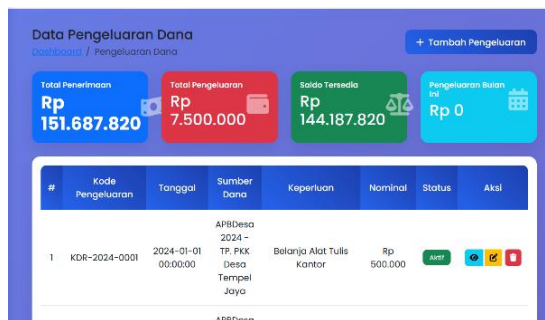 Data Pengeluaran Dana
Dashboard / Pengeluaran Dana
+ Tambah Pengeluaran
Total Penerimaan
Rp
151.687.820
Total Pengeluaran
Rp
7.500.000
Saldo Tersedia
Rp
144.187.820
Pengeluaran Bulan
Ini
Rp 0
# Kode Pengeluaran Tanggal Sumber Dana Keperluan Nominal Status Aksi
1 KDR-2024-0001
2024-01-01
00:00:00
APBDesa
2024 -
TP. PKK
Desa
Tempel
Jaya
Belanja Alat Tulis
Kantor
Rp
500.000
Aktif
APBDesa